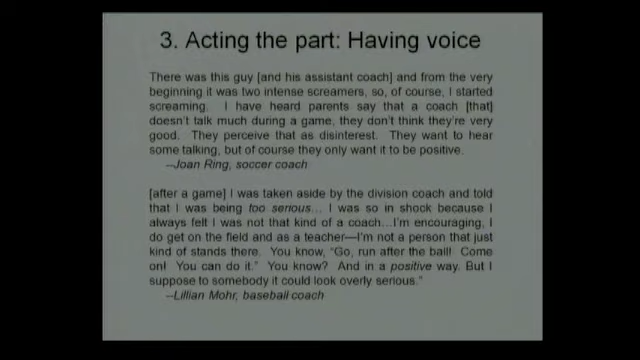 3. Acting the part: Having voice
There was this guy [and his assistant coach] and from the very
beginning it was two intense screamers, so, of course, I started
screaming. I have heard parents say that a coach [that]
doesn't talk much during a game, they don't think they're very
good. They perceive that as disinterest. They want to hear
some talking, but of course they only want it to be positive.
--Joan Ring, soccer coach
[after a game] I was taken aside by the division coach and told
that I was being too serious... I was so in shock because I
always felt I was not that kind of a coach...I'm encouraging, I
do get on the field and as a teacher—I'm not a person that just
kind of stands there. You know, "Go, run after the ball! Come
on! You can do it." You know? And in a positive way. But I
suppose to somebody it could look overly serious."
--Lillian Mohr, baseball coach